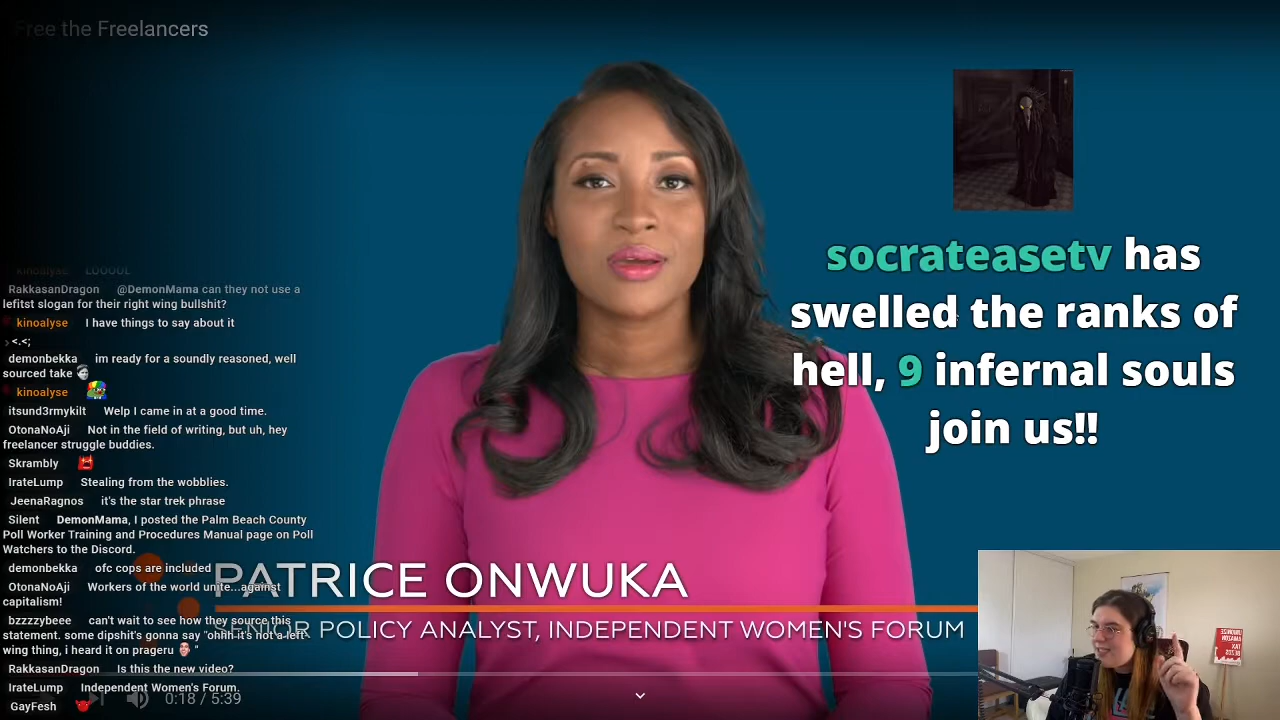 Free the Freelancers
socrateasetv has
swelled the ranks of
hell, 9 infernal souls
join us!!
kinoalyse LOOOOL
RakkasanDragon @DemonMama can they not use a
lefitst slogan for their right wing bullshit?
kinoalyse I have things to say about it
<.<;
demonbekka im ready for a soundly reasoned, well
sourced take
kinoalyse
itsund3rmykilt Welp I came in at a good time.
OtonaNoAji Not in the field of writing, but uh, hey
freelancer struggle buddies.
Skrambly
IrateLump Stealing from the wobblies.
JeenaRagnos it's the star trek phrase
Silent DemonMama, I posted the Palm Beach County
Poll Worker Training and Procedures Manual page on Poll
Watchers to the Discord.
demonbekka ofc cops are included
OtonaNoAji Workers of the world unite...against
capitalism!
bzzzzybeee can't wait to see how they source this
statement. some dipshit's gonna say "ohhh it's not a left
wing thing, i heard it on prageru "
RakkasanDragon Is this the new video?
IrateLump Independent Women's Forum.
GayFesh
PATRICE ONWUKA
SENIOR POLICY ANALYST, INDEPENDENT WOMEN'S FORUM
0:18 / 5:39